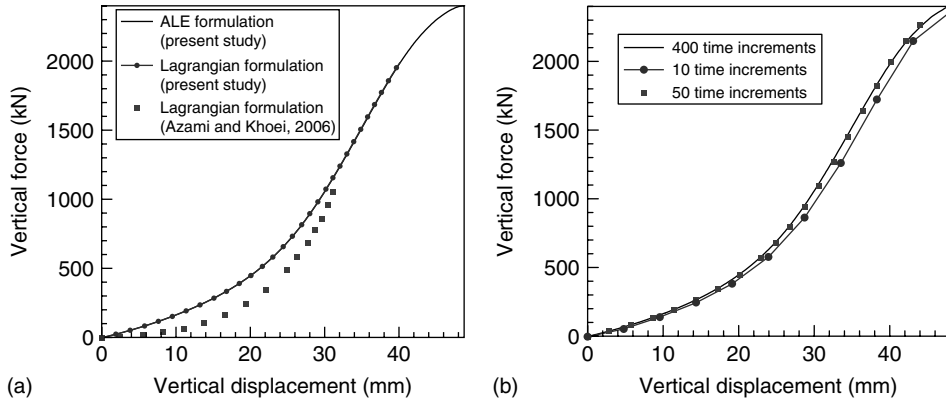 ALE formulation
(present study)
Lagrangian formulation
(present study)
Lagrangian formulation
(Azami and Khoei, 2006)
Vertical force (kN)
2000
1500
1000
500
0
0 10 20 30 40
Vertical displacement (mm)
(a)
400 time increments
10 time increments
50 time increments
Vertical force (kN)
2000
1500
1000
500
0
0 10 20 30 40
Vertical displacement (mm)
(b)